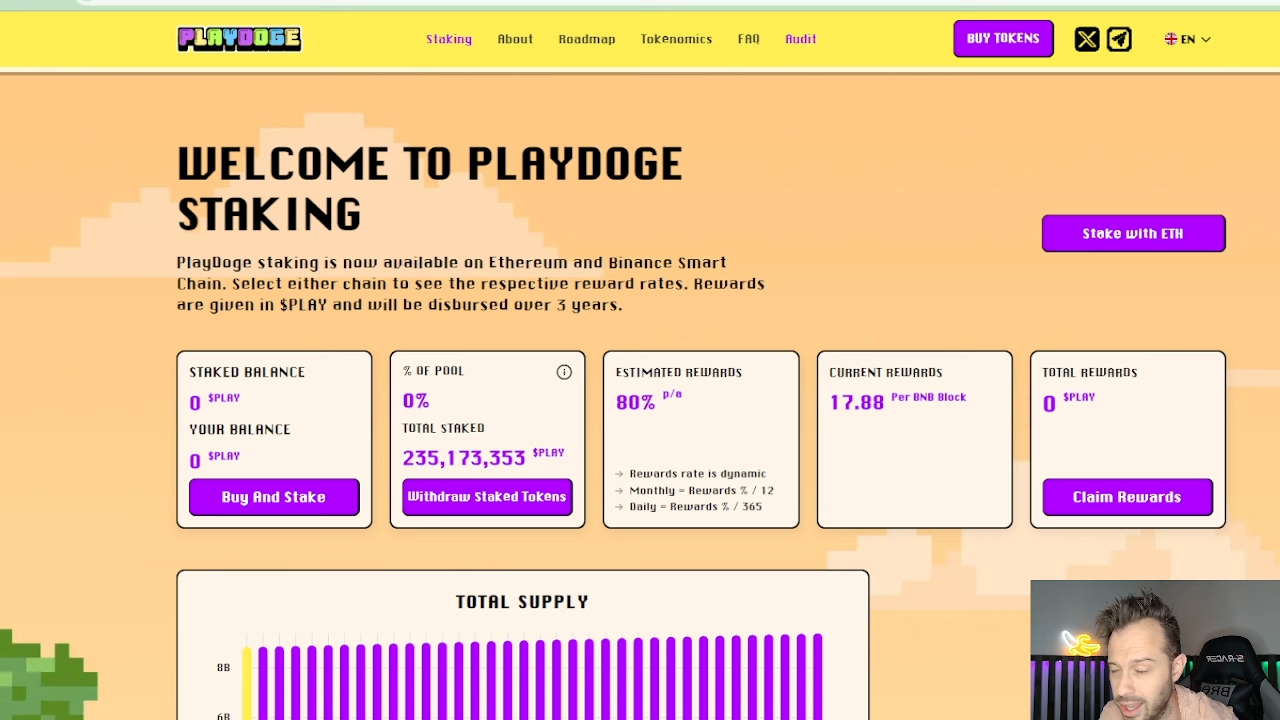 PLAYDOGE
Staking
About
Roadmap
Tokenomics
FAQ
Audit
BUY TOKENS
EN
WELCOME TO PLAYDOGE
STAKING
PlayDoge staking is now available on Ethereum and Binance Smart
Chain. Select either chain to see the respective reward rates. Rewards
are given in $PLAY and will be disbursed over 3 years.
Stake with ETH
STAKED BALANCE
0 $PLAY
YOUR BALANCE
0 $PLAY
Buy And Stake
% OF POOL
0%
TOTAL STAKED
235,173,353 $PLAY
Withdraw Staked Tokens
ESTIMATED REWARDS
80% p/a
→ Rewards rate is dynamic
→ Monthly = Rewards % / 12
→ Daily = Rewards % / 365
CURRENT REWARDS
17.88 Per BNB Block
TOTAL REWARDS
0 $PLAY
Claim Rewards
TOTAL SUPPLY
8B
6B